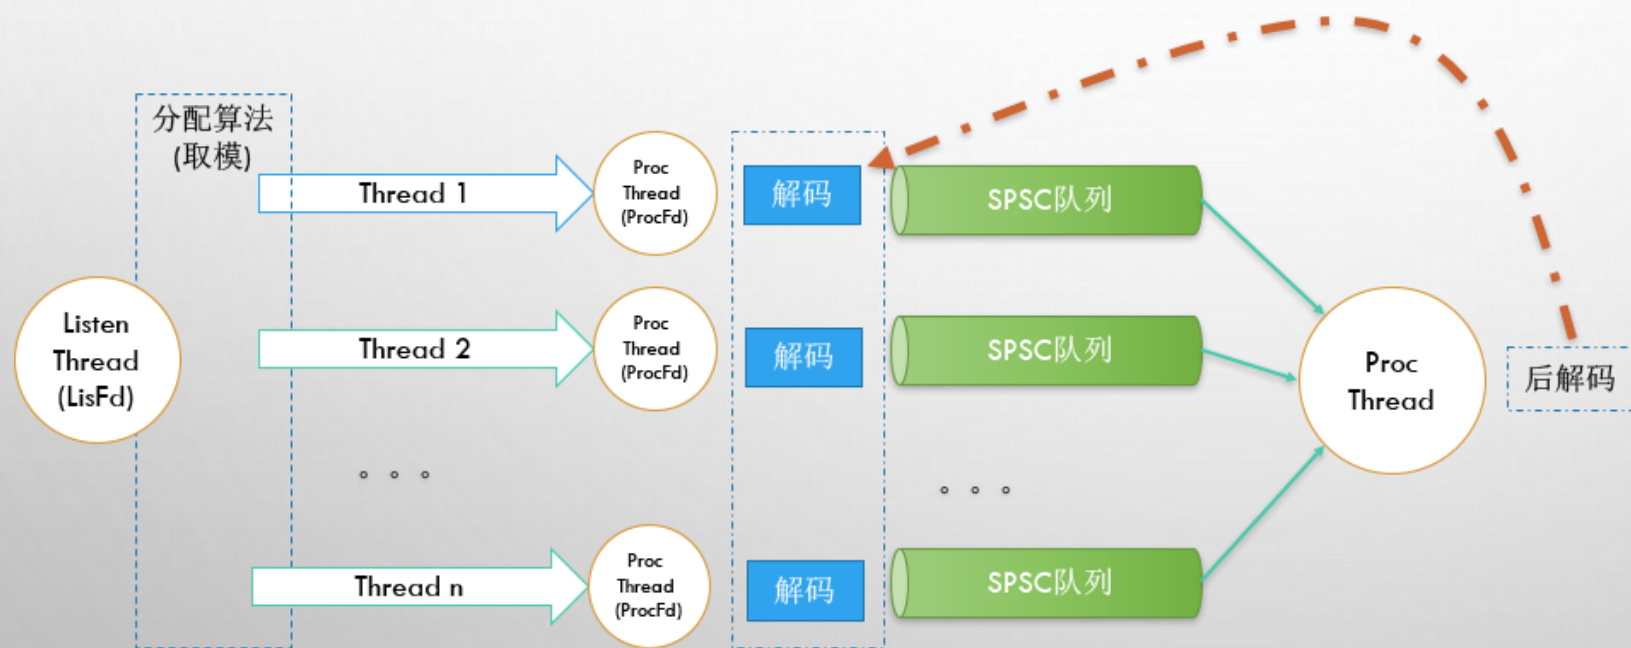 分配算法
(取模)
Listen
Thread
(LisFd)
Thread 1
Proc
Thread
(ProcFd)
解码
SPSC队列
Thread 2
Proc
Thread
(ProcFd)
解码
SPSC队列
。。。
。。。
Thread n
Proc
Thread
(ProcFd)
解码
SPSC队列
Proc
Thread
后解码